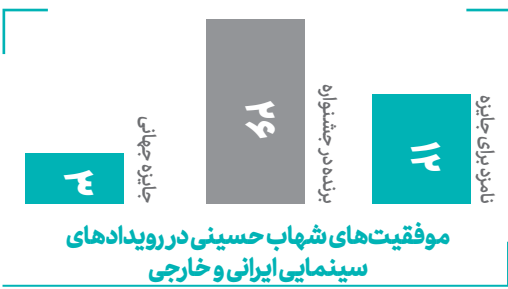 نامزد برای جایزه
۱۲
برنده در جشنواره
۲۶
جایزه جهانی
۳
موفقیت‌های شهاب حسینی در رویدادهای
سینمایی ایرانی و خارجی